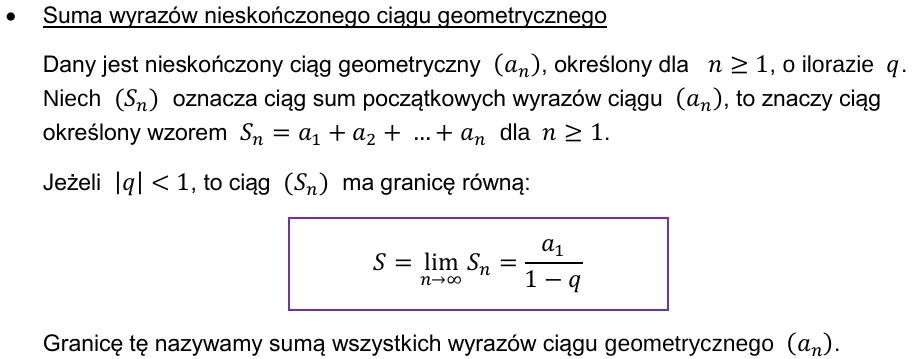 • Suma wyrazów nieskończonego ciągu geometrycznego
Dany jest nieskończony ciąg geometryczny (aₙ), określony dla n ≥ 1, o ilorazie q.
Niech (Sₙ) oznacza ciąg sum początkowych wyrazów ciągu (aₙ), to znaczy ciąg
określony wzorem Sₙ = a₁ + a₂ + … + aₙ dla n ≥ 1.
Jeżeli |q| < 1, to ciąg (Sₙ) ma granicę równą:
S = lim_{n→∞} Sₙ = a₁ / (1 − q)
Granicę tę nazywamy sumą wszystkich wyrazów ciągu geometrycznego (aₙ).